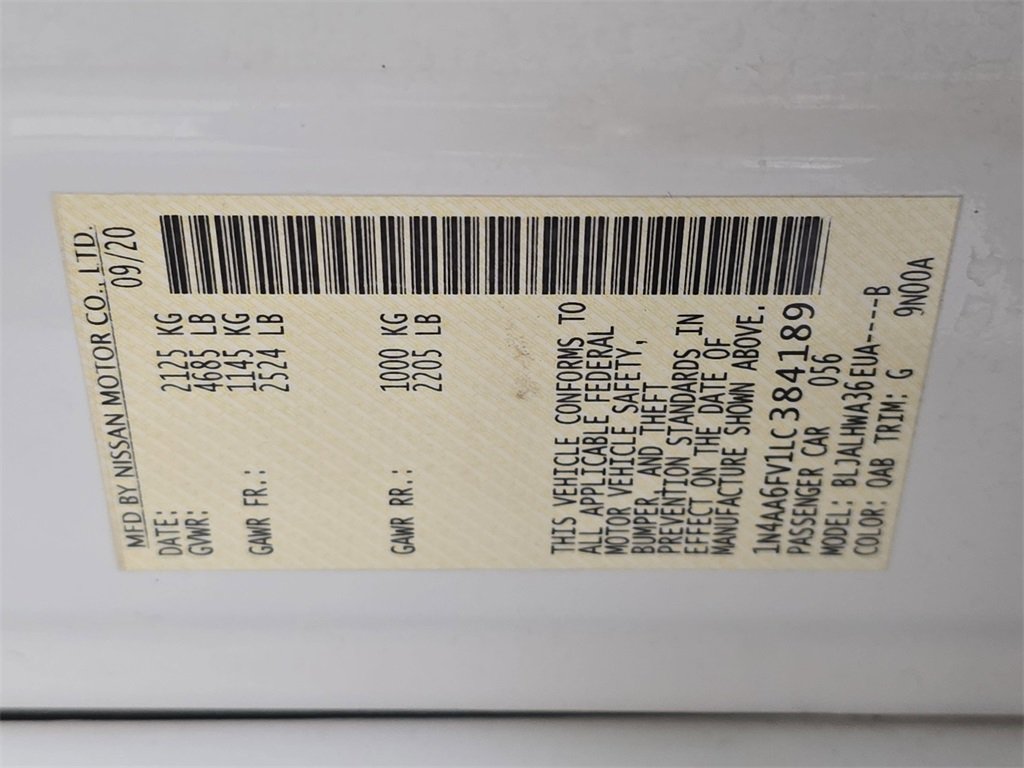 MFD BY NISSAN MOTOR CO., LTD.
DATE: 09/20
GVWR: 2125 KG
4685 LB
GAWR FR.: 1145 KG
2524 LB
GAWR RR.: 1000 KG
2205 LB
THIS VEHICLE CONFORMS TO
ALL APPLICABLE FEDERAL
MOTOR VEHICLE SAFETY,
BUMPER, AND THEFT
PREVENTION STANDARDS IN
EFFECT ON THE DATE OF
MANUFACTURE SHOWN ABOVE.
1N4AA6FV1LC384189
PASSENGER CAR 056
MODEL: BLJALHWA36EUA----B
COLOR: QAB TRIM: G 9N00A